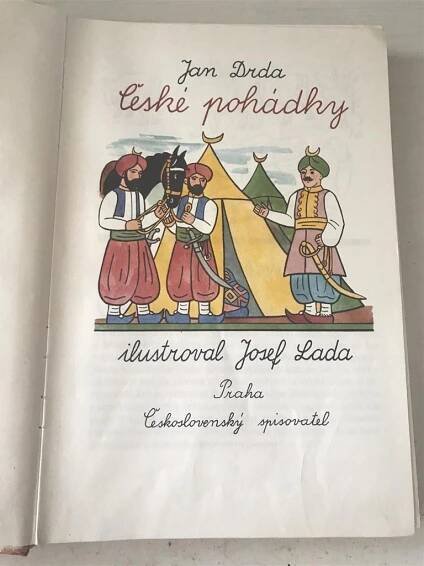 Jan Drda
České pohádky
ilustroval Josef Lada
Praha
Československý spisovatel